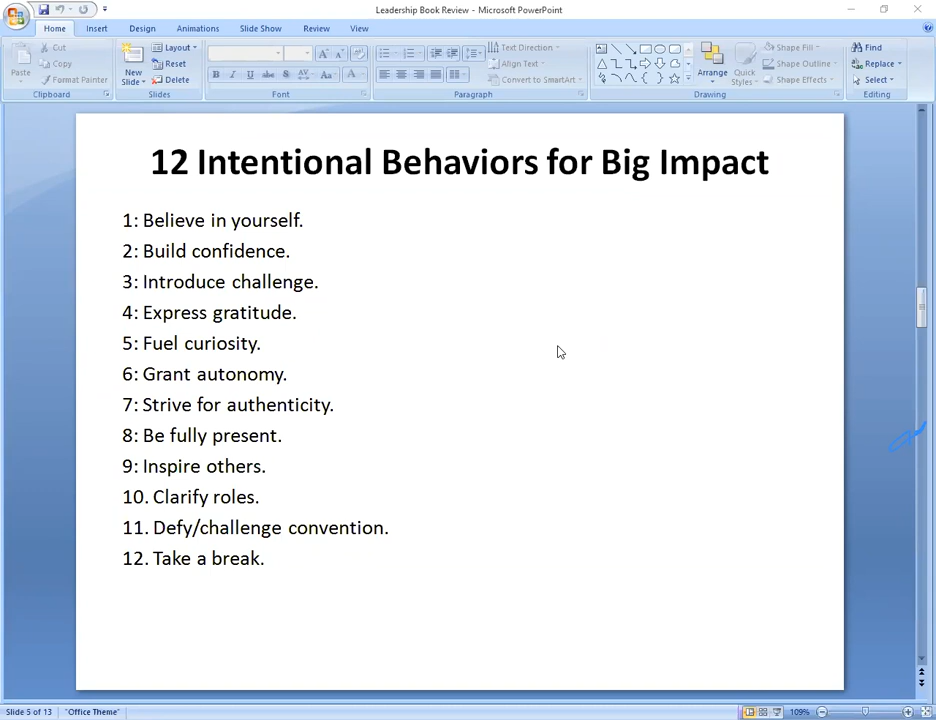 Leadership Book Review - Microsoft PowerPoint
Home Insert Design Animations Slide Show Review View
Cut Layout Text Direction Shape Fill Find
Copy Reset Align Text Shape Outline Replace
Paste Format Painter New Slide Delete Convert to SmartArt Arrange Quick Styles Shape Effects Select
Clipboard Slides Font Paragraph Drawing Editing
12 Intentional Behaviors for Big Impact
1: Believe in yourself.
2: Build confidence.
3: Introduce challenge.
4: Express gratitude.
5: Fuel curiosity.
6: Grant autonomy.
7: Strive for authenticity.
8: Be fully present.
9: Inspire others.
10. Clarify roles.
11. Defy/challenge convention.
12. Take a break.
Slide 5 of 13 "Office Theme" 109%